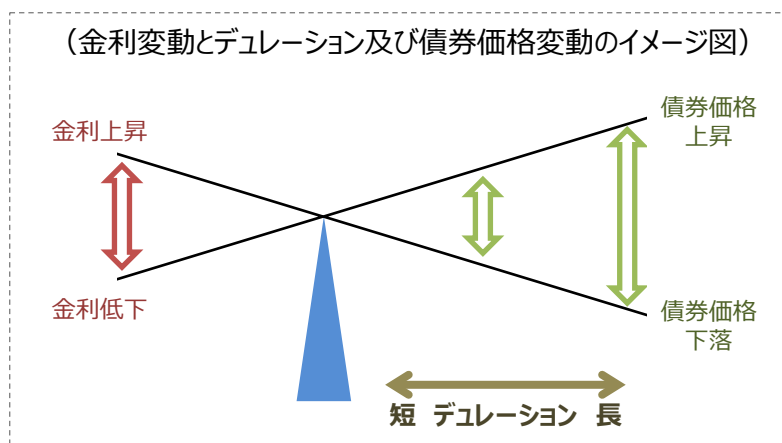 （金利変動とデュレーション及び債券価格変動のイメージ図）
金利上昇
債券価格
上昇
金利低下
債券価格
下落
短 デュレーション 長